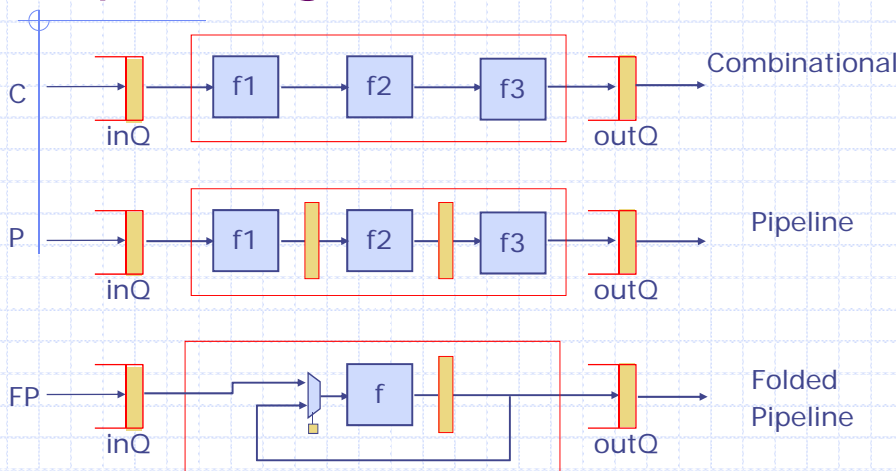 Combinational
C
f1
f2
f3
inQ
outQ
Pipeline
P
f1
f2
f3
inQ
outQ
Folded
Pipeline
FP
f
inQ
outQ